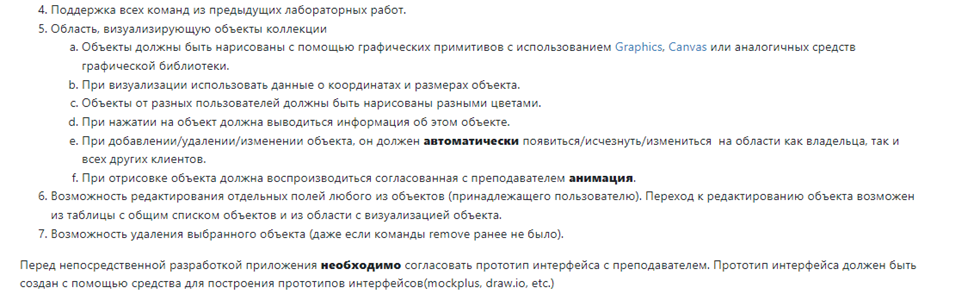 4. Поддержка всех команд из предыдущих лабораторных работ.
5. Область, визуализирующую объекты коллекции
a. Объекты должны быть нарисованы с помощью графических примитивов с использованием Graphics, Canvas или аналогичных средств
графической библиотеки.
b. При визуализации использовать данные о координатах и размерах объекта.
c. Объекты от разных пользователей должны быть нарисованы разными цветами.
d. При нажатии на объект должна выводиться информация об этом объекте.
e. При добавлении/удалении/изменении объекта, он должен автоматически появиться/исчезнуть/измениться на области как владельца, так и
всех других клиентов.
f. При отрисовке объекта должна воспроизводиться согласованная с преподавателем анимация.
6. Возможность редактирования отдельных полей любого из объектов (принадлежащего пользователю). Переход к редактированию объекта возможен
из таблицы с общим списком объектов и из области с визуализацией объекта.
7. Возможность удаления выбранного объекта (даже если команды remove ранее не было).
Перед непосредственной разработкой приложения необходимо согласовать прототип интерфейса с преподавателем. Прототип интерфейса должен быть
создан с помощью средства для построения прототипов интерфейсов(mockplus, draw.io, etc.)